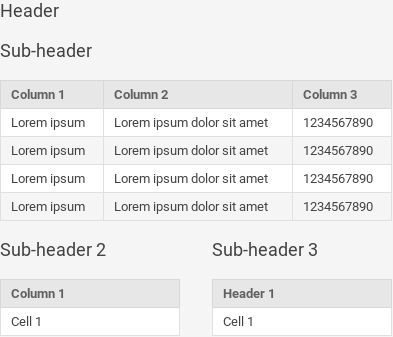 Header
Sub-header
Column 1 Column 2 Column 3
Lorem ipsum Lorem ipsum dolor sit amet 1234567890
Lorem ipsum Lorem ipsum dolor sit amet 1234567890
Lorem ipsum Lorem ipsum dolor sit amet 1234567890
Lorem ipsum Lorem ipsum dolor sit amet 1234567890
Sub-header 2 Sub-header 3
Column 1 Header 1
Cell 1 Cell 1